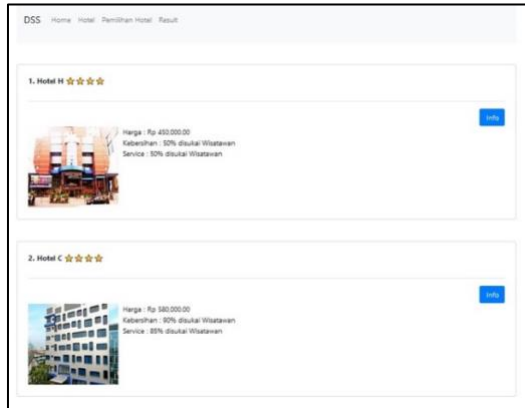 DSS Home Hotel Pemilihan Hotel Result
1. Hotel H
Info
Harga : Rp 450,000.00
Kebersihan : 50% disukai Wisatawan
Service : 50% disukai Wisatawan
2. Hotel C
Info
Harga : Rp 580,000.00
Kebersihan : 90% disukai Wisatawan
Service : 85% disukai Wisatawan